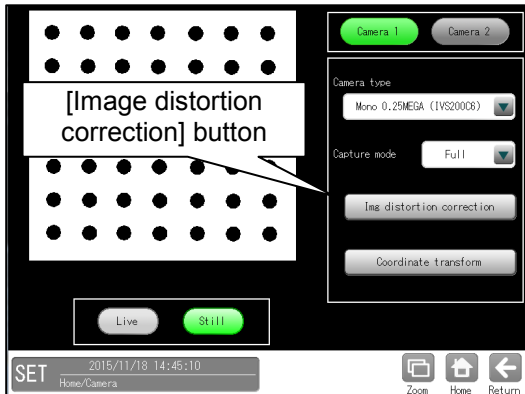 Camera 1
Camera 2
[Image distortion
correction] button
Camera type
Mono 0.25MEGA (IVS200C6)
Capture mode
Full
Img distortion correction
Coordinate transform
Live
Still
SET
2015/11/18 14:45:10
Home/Camera
Zoom
Home
Return